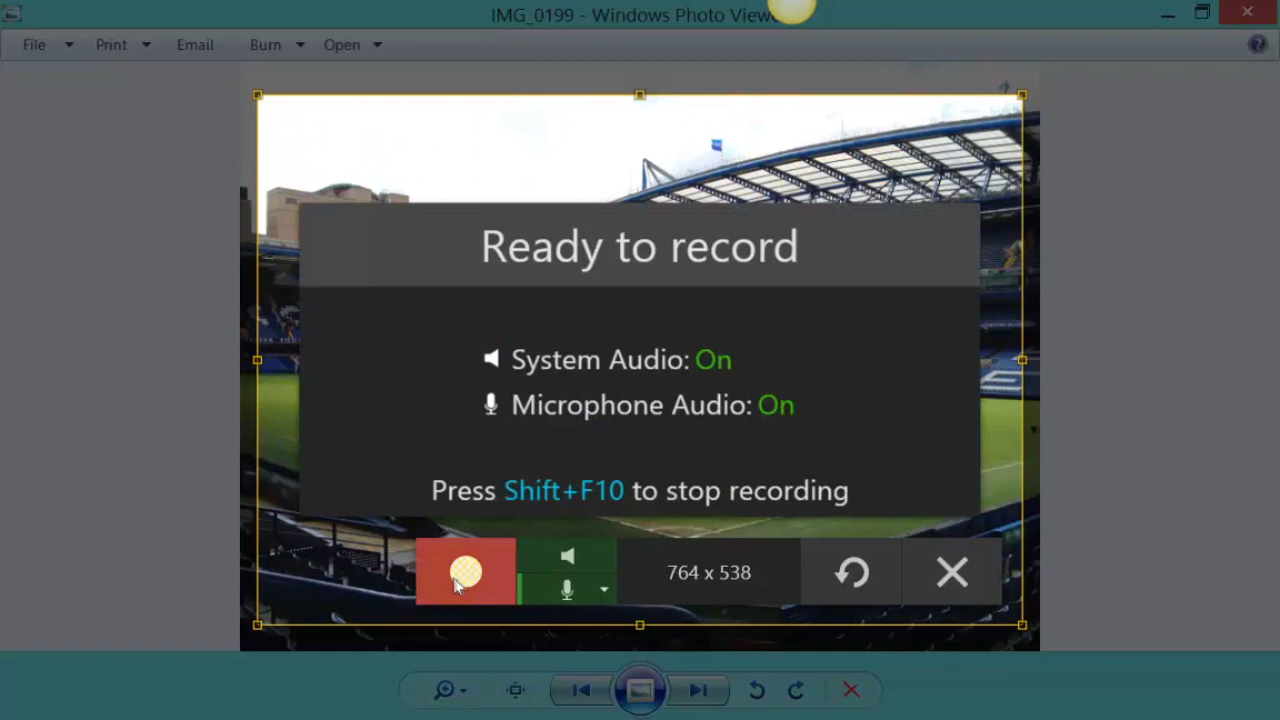 IMG_0199 - Windows Photo Viewe
File Print Email Burn Open
Ready to record
System Audio: On
Microphone Audio: On
Press Shift+F10 to stop recording
764 x 538